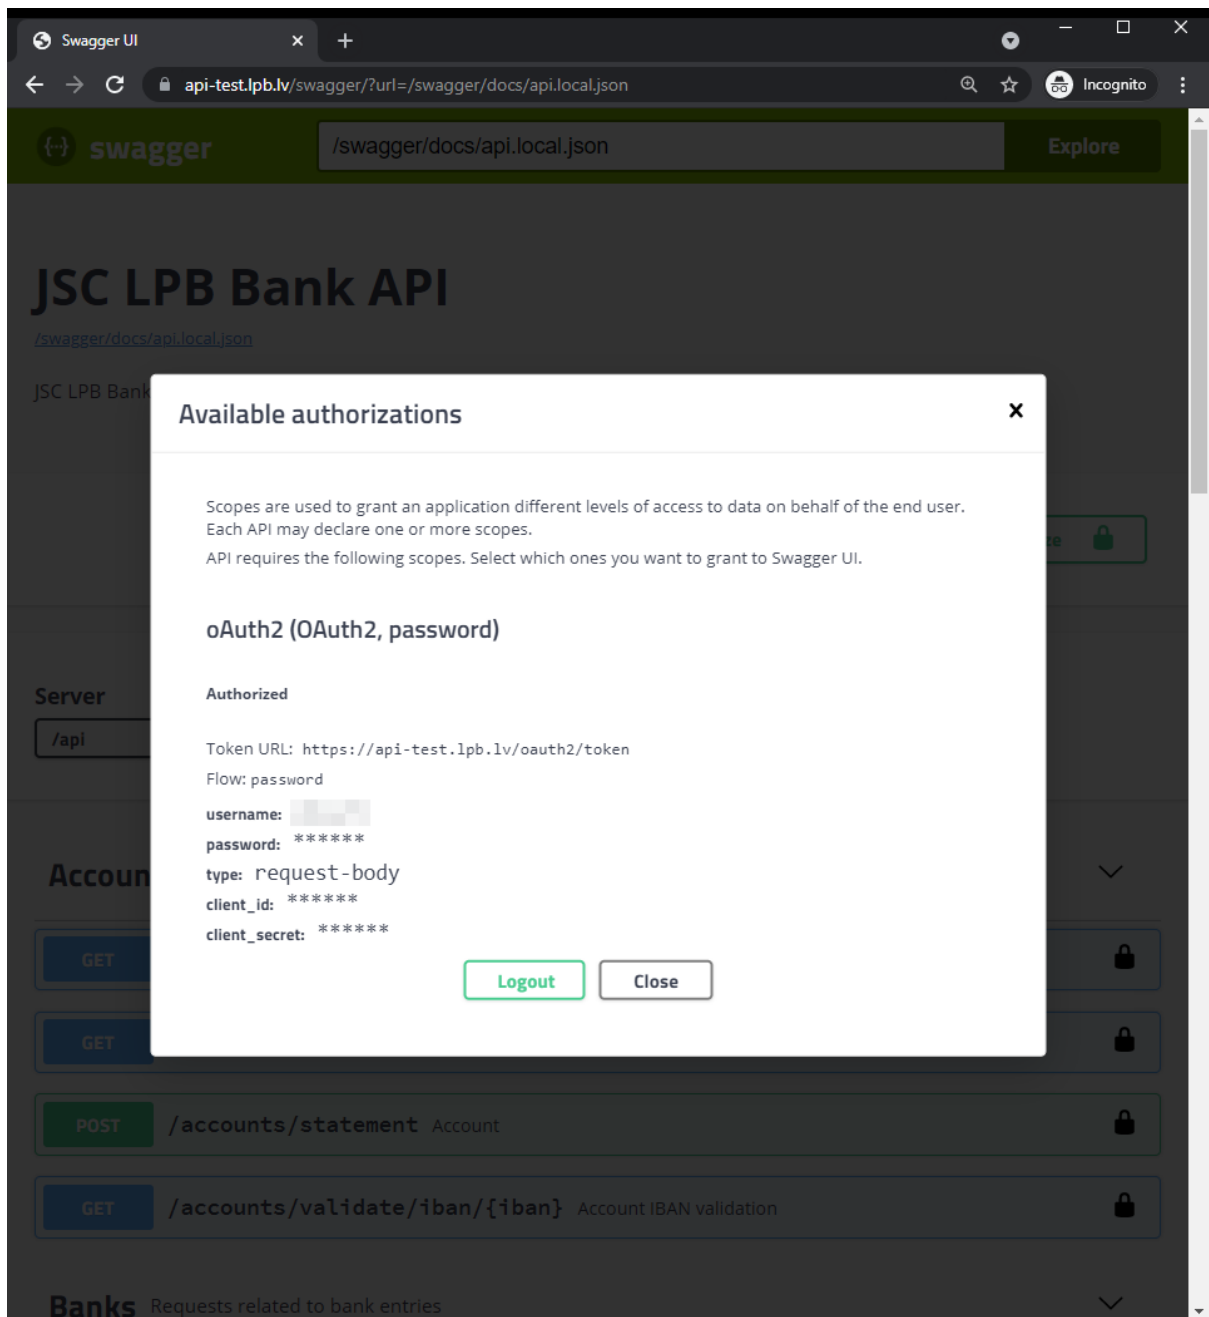 Swagger UI
api-test.lpb.lv/swagger/?url=/swagger/docs/api.local.json
Incognito
swagger
/swagger/docs/api.local.json
Explore
JSC LPB Bank API
/swagger/docs/api.local.json
JSC LPB Bank
Available authorizations
Scopes are used to grant an application different levels of access to data on behalf of the end user.
Each API may declare one or more scopes.
API requires the following scopes. Select which ones you want to grant to Swagger UI.
ze
oAuth2 (OAuth2, password)
Authorized
Server
/api
Token URL: https://api-test.lpb.lv/oauth2/token
Flow: password
username:
password: ******
type: request-body
client_id: ******
client_secret: ******
Accoun
GET
Logout
Close
GET
POST /accounts/statement Account
GET /accounts/validate/iban/{iban} Account IBAN validation
Banks Requests related to bank entries